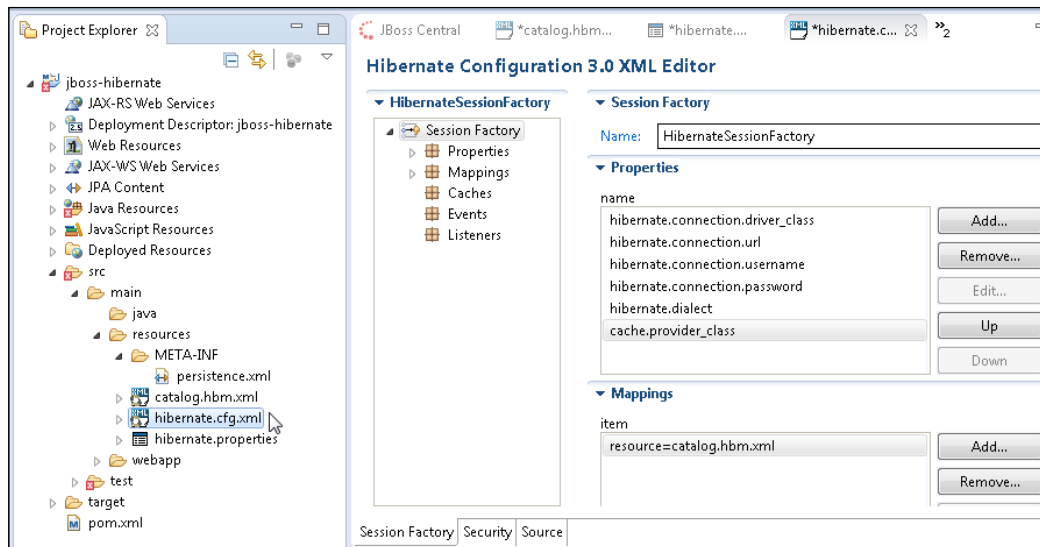 Project Explorer
jboss-hibernate
JAX-RS Web Services
Deployment Descriptor: jboss-hibernate
Web Resources
JAX-WS Web Services
JPA Content
Java Resources
JavaScript Resources
Deployed Resources
src
main
java
resources
META-INF
persistence.xml
catalog.hbm.xml
hibernate.cfg.xml
hibernate.properties
webapp
test
target
pom.xml
JBoss Central
*catalog.hbm...
*hibernate....
*hibernate.c...
»2
Hibernate Configuration 3.0 XML Editor
HibernateSessionFactory
Session Factory
Properties
Mappings
Caches
Events
Listeners
Session Factory
Name: HibernateSessionFactory
Properties
name
hibernate.connection.driver_class
hibernate.connection.url
hibernate.connection.username
hibernate.connection.password
hibernate.dialect
cache.provider_class
Add...
Remove...
Edit...
Up
Down
Mappings
item
resource=catalog.hbm.xml
Add...
Remove...
Session Factory Security Source